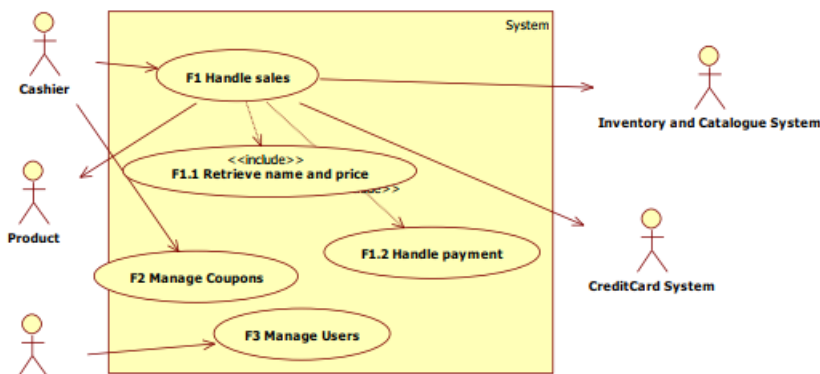 System
F1 Handle sales
Cashier
Inventory and Catalogue System
<<include>>
F1.1 Retrieve name and price
>>
Product
F1.2 Handle payment
F2 Manage Coupons
CreditCard System
F3 Manage Users